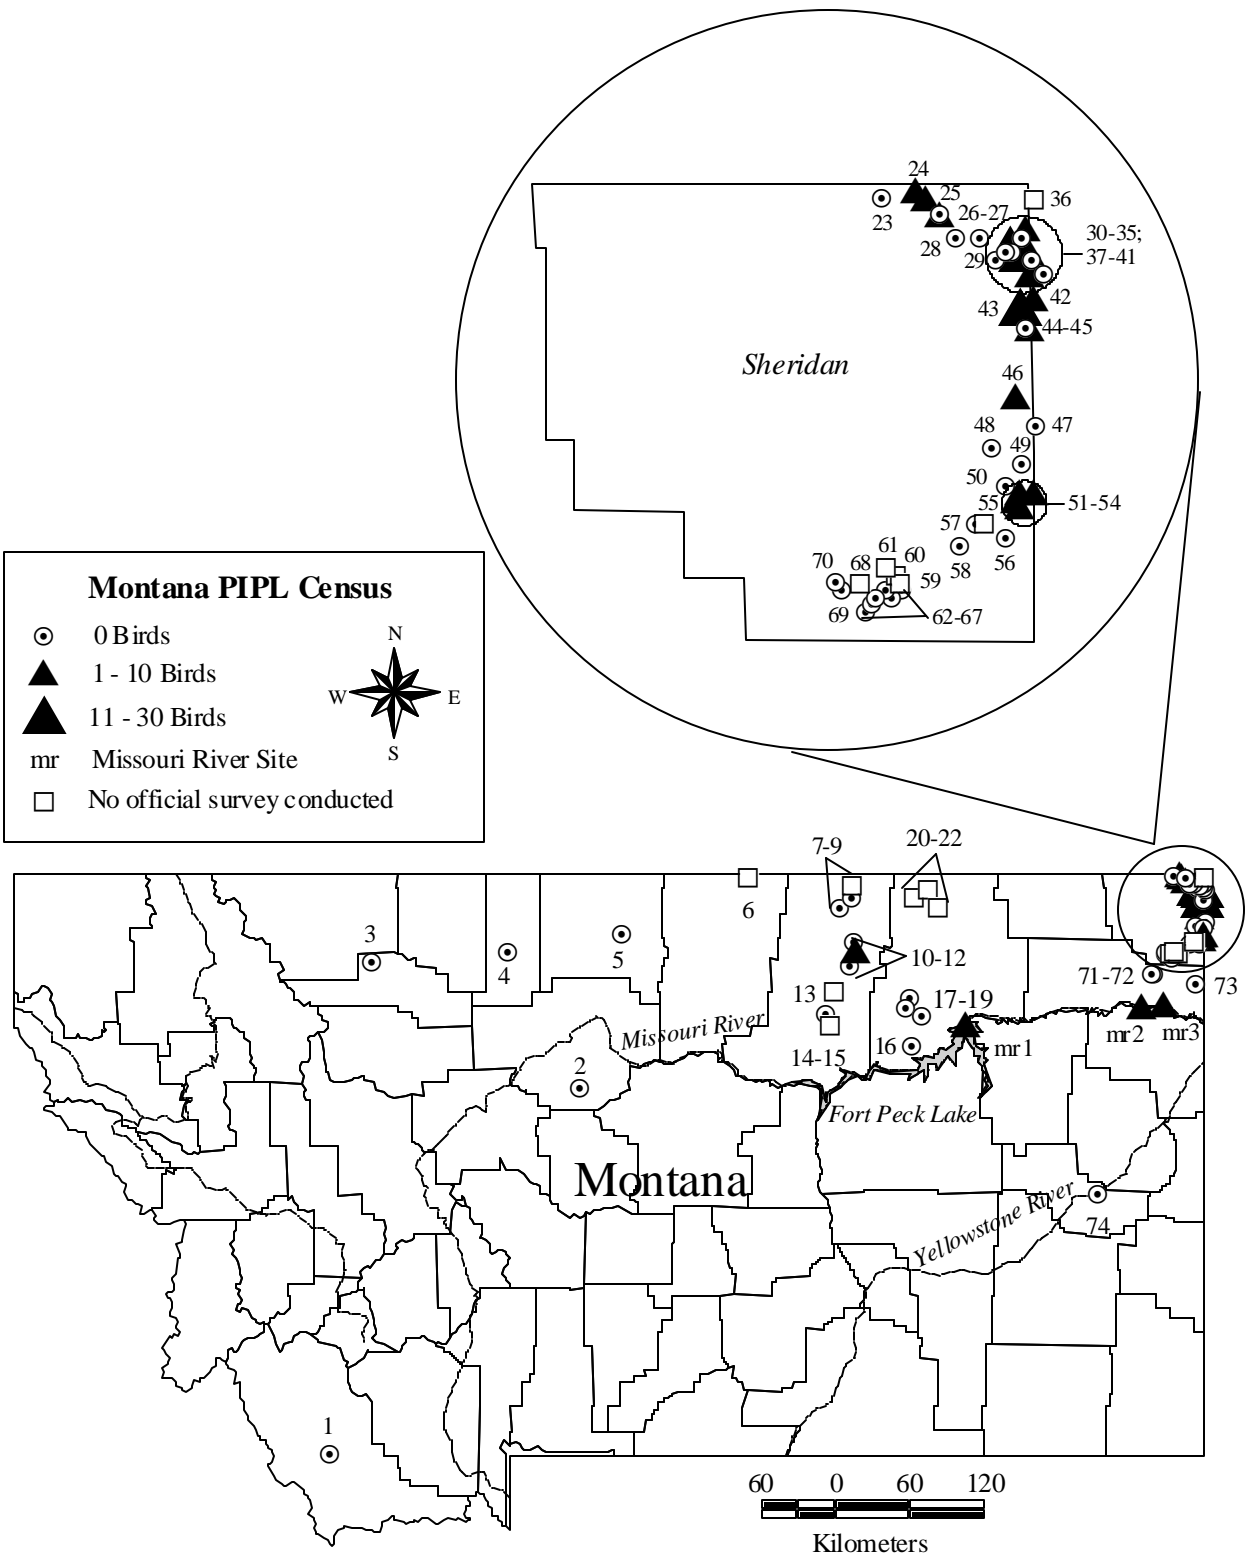 24
25
36
23
26-27
28
29
30-35;
37-41
43
42
44-45
Sheridan
46
47
48
49
50
55
51-54
57
61
60
58
56
70
68
59
69
62-67
Montana PIPL Census
0 Birds
1 - 10 Birds
11 - 30 Birds
mr Missouri River Site
No official survey conducted
N
W
E
S
7-9
20-22
6
3
4
5
10-12
71-72
73
13
17-19
Missouri River
14-15
16
mr1
mr2
mr3
2
Fort Peck Lake
Montana
Yellowstone River
74
1
60 0 60 120
Kilometers